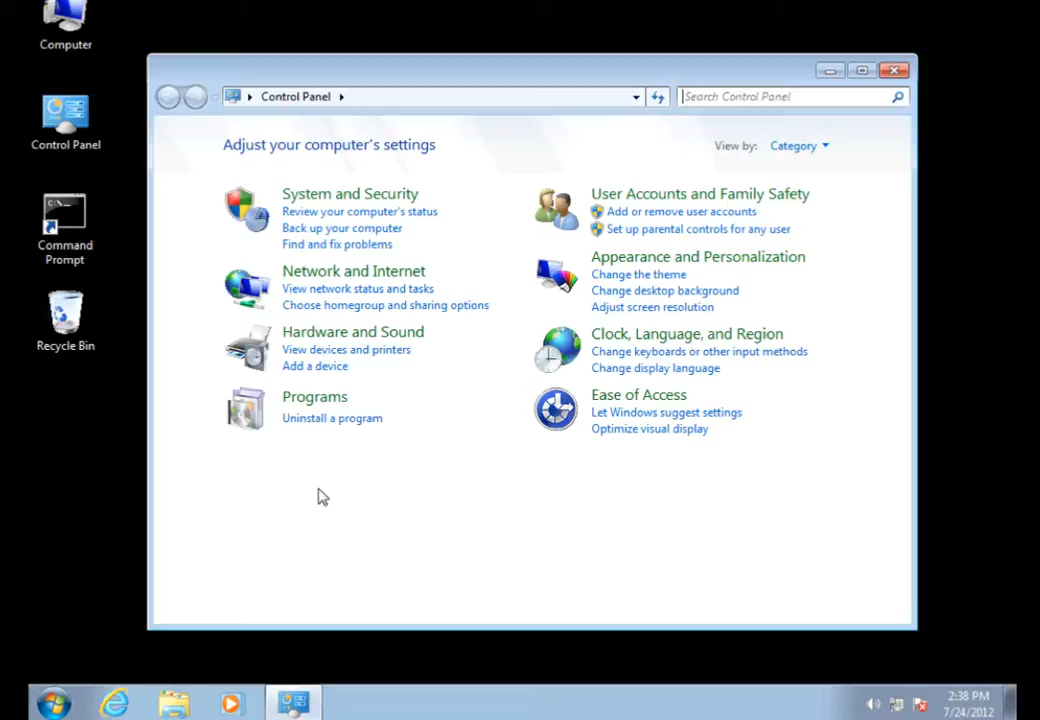 Computer
Control Panel
Command
Prompt
Recycle Bin
Control Panel
Search Control Panel
Adjust your computer's settings
View by: Category
System and Security
Review your computer's status
Back up your computer
Find and fix problems
Network and Internet
View network status and tasks
Choose homegroup and sharing options
Hardware and Sound
View devices and printers
Add a device
Programs
Uninstall a program
User Accounts and Family Safety
Add or remove user accounts
Set up parental controls for any user
Appearance and Personalization
Change the theme
Change desktop background
Adjust screen resolution
Clock, Language, and Region
Change keyboards or other input methods
Change display language
Ease of Access
Let Windows suggest settings
Optimize visual display
2:38 PM
7/24/2012